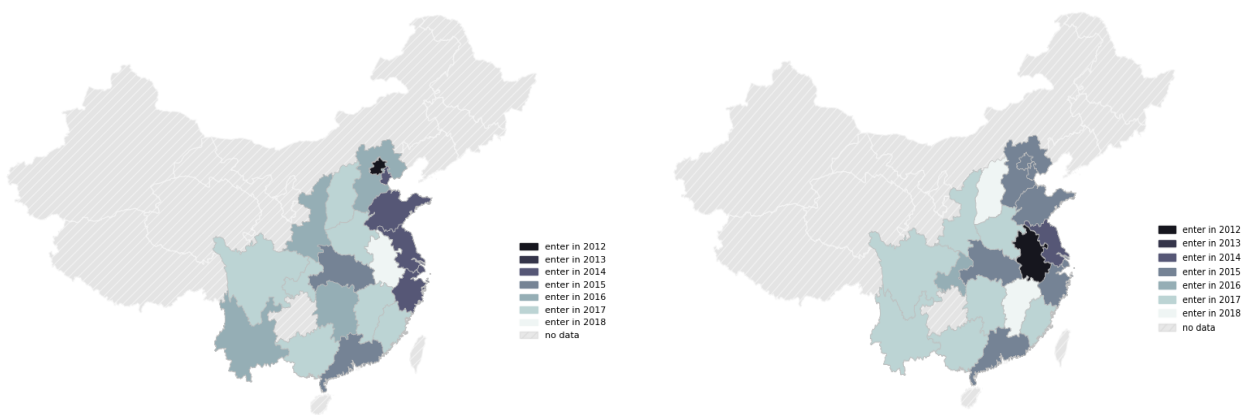 enter in 2012
enter in 2013
enter in 2014
enter in 2015
enter in 2016
enter in 2017
enter in 2018
no data
enter in 2012
enter in 2013
enter in 2014
enter in 2015
enter in 2016
enter in 2017
enter in 2018
no data